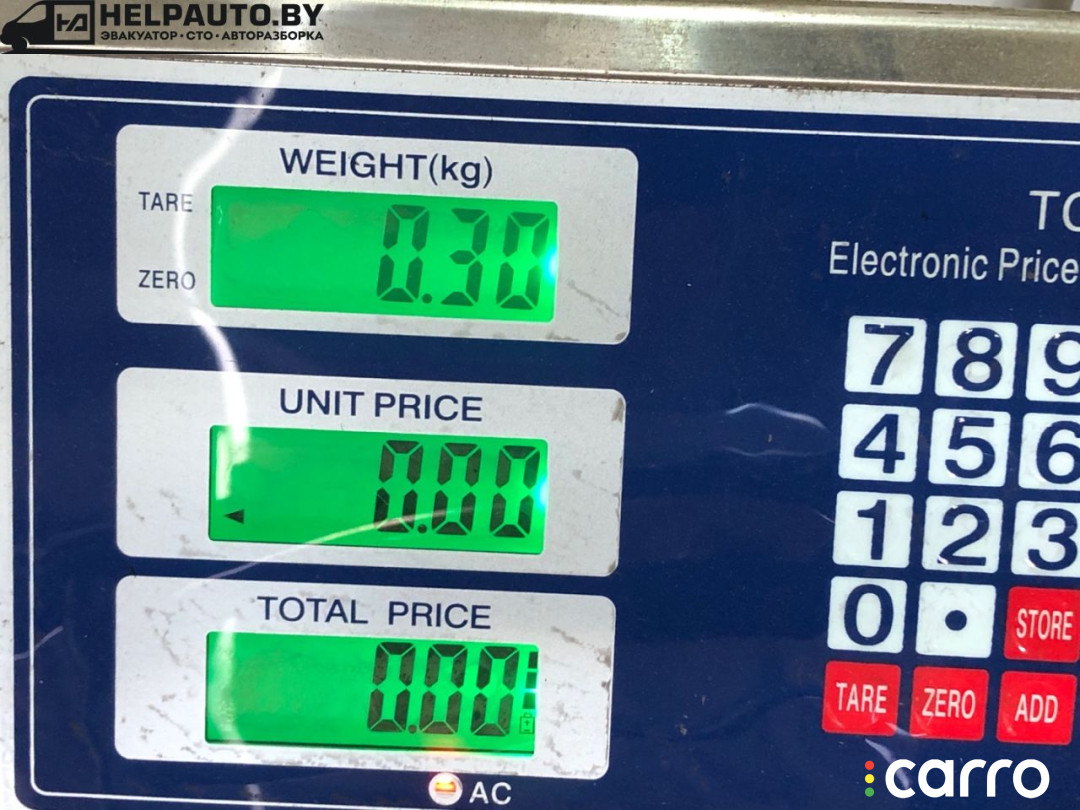 HELPAUTO.BY
ЭВАКУАТОР · СТО · АВТОРАЗБОРКА
WEIGHT(kg)
TARE
0.30
ZERO
UNIT PRICE
0.00
TOTAL PRICE
0.00
AC
Electronic Price
7 8 9
4 5 6
1 2 3
0 • STORE
TARE ZERO ADD
carro